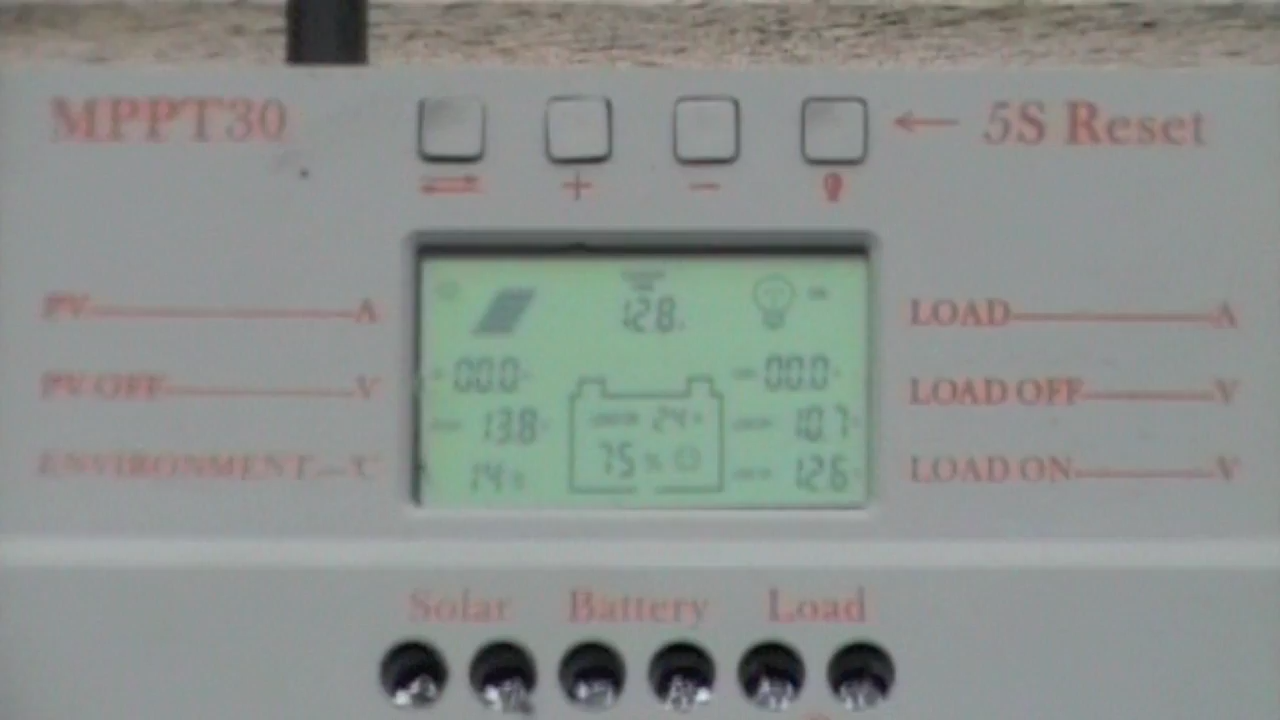 MPPT30
← 5S Reset
+ −
PV A
PV OFF V
ENVIRONMENT °C
12.8
00.0
13.8
14
24
75 %
00.0
10.7
12.6
LOAD A
LOAD OFF V
LOAD ON V
Solar Battery Load